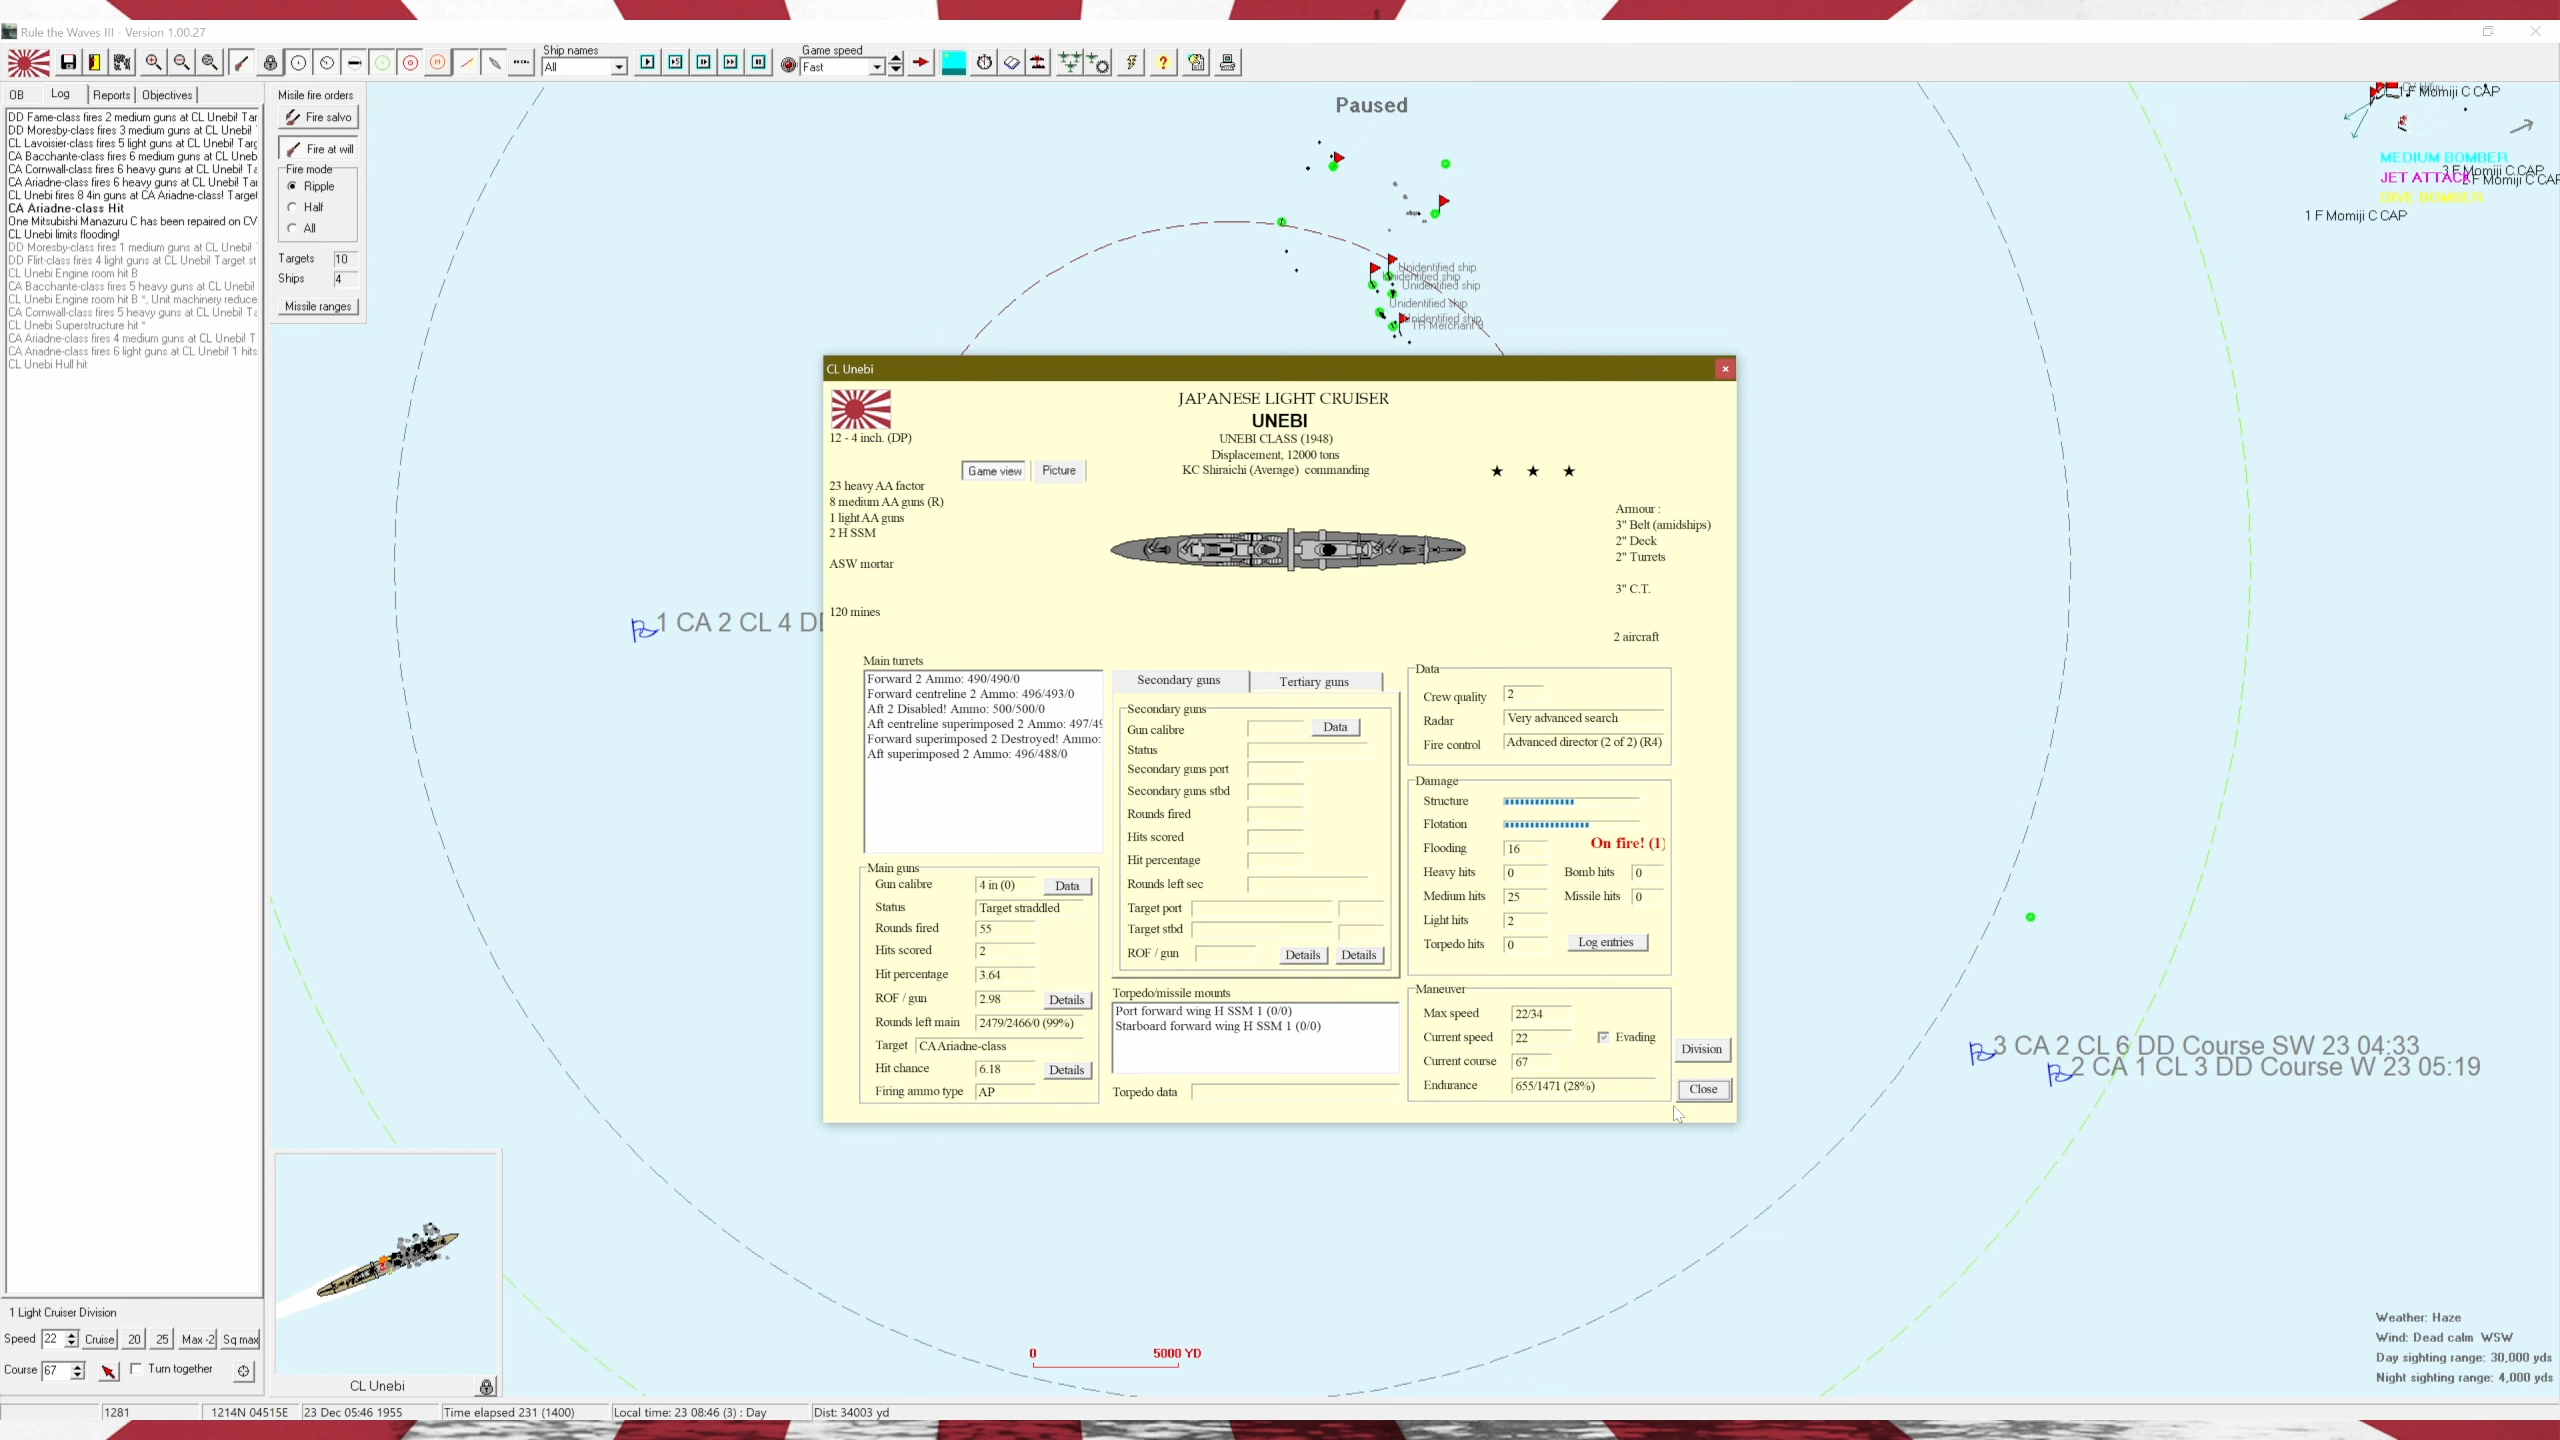 Rule the Waves III - Version 1.00.27
Ship names
All
Game speed
Fast
OB
Log
Reports
Objectives
DD Fame-class fires 2 medium guns at CL Unebi! Tar
DD Moresby-class fires 3 medium guns at CL Unebi!
CL Lavoisier-class fires 5 light guns at CL Unebi! Targ
CA Bacchante-class fires 6 medium guns at CL Uneb
CA Cornwall-class fires 6 heavy guns at CL Unebi! Ta
CA Ariadne-class fires 6 heavy guns at CL Unebi! Ta
CL Unebi fires 8 4in guns at CA Ariadne-class! Target
CA Ariadne-class Hit
One Mitsubishi Manazuru C has been repaired on CV
CL Unebi limits flooding!
DD Moresby-class fires 1 medium guns at CL Unebi!
DD Flirt-class fires 4 light guns at CL Unebi! Target st
CL Unebi Engine room hit B
CA Bacchante-class fires 5 heavy guns at CL Unebi!
CL Unebi Engine room hit B *, Unit machinery reduce
CA Cornwall-class fires 5 heavy guns at CL Unebi! Ta
CL Unebi Superstructure hit *
CA Ariadne-class fires 4 medium guns at CL Unebi! T
CA Ariadne-class fires 6 light guns at CL Unebi! 1 hits
CL Unebi Hull hit
Misile fire orders
Fire salvo
Fire at will
Fire mode
Ripple
Half
All
Targets 10
Ships 4
Missile ranges
Paused
1 F Momiji C CAP
MEDIUM BOMBER
3 F Momiji C CAP
JET ATTACK
F Momiji C CAP
DIVE BOMBER
1 F Momiji C CAP
Unidentified ship
Unidentified ship
Unidentified ship
Unidentified ship
Unidentified ship
TR Merchant 3
1 CA 2 CL 4 DD
3 CA 2 CL 6 DD Course SW 23 04:33
2 CA 1 CL 3 DD Course W 23 05:19
CL Unebi
JAPANESE LIGHT CRUISER
UNEBI
UNEBI CLASS (1948)
Displacement, 12000 tons
KC Shiraichi (Average) commanding
12 - 4 inch. (DP)
Game view
Picture
23 heavy AA factor
8 medium AA guns (R)
1 light AA guns
2 H SSM
ASW mortar
120 mines
Armour :
3" Belt (amidships)
2" Deck
2" Turrets
3" C.T.
2 aircraft
Main turrets
Forward 2 Ammo: 490/490/0
Forward centreline 2 Ammo: 496/493/0
Aft 2 Disabled! Ammo: 500/500/0
Aft centreline superimposed 2 Ammo: 497/49
Forward superimposed 2 Destroyed! Ammo:
Aft superimposed 2 Ammo: 496/488/0
Main guns
Gun calibre 4 in (0) Data
Status Target straddled
Rounds fired 55
Hits scored 2
Hit percentage 3.64
ROF / gun 2.98 Details
Rounds left main 2479/2466/0 (99%)
Target CA Ariadne-class
Hit chance 6.18 Details
Firing ammo type AP
Secondary guns
Tertiary guns
Secondary guns
Gun calibre Data
Status
Secondary guns port
Secondary guns stbd
Rounds fired
Hits scored
Hit percentage
Rounds left sec
Target port
Target stbd
ROF / gun Details Details
Torpedo/missile mounts
Port forward wing H SSM 1 (0/0)
Starboard forward wing H SSM 1 (0/0)
Torpedo data
Data
Crew quality 2
Radar Very advanced search
Fire control Advanced director (2 of 2) (R4)
Damage
Structure
Flotation
Flooding 16 On fire! (1)
Heavy hits 0 Bomb hits 0
Medium hits 25 Missile hits 0
Light hits 2
Torpedo hits 0 Log entries
Maneuver
Max speed 22/34
Current speed 22 Evading
Current course 67
Endurance 655/1471 (28%)
Division
Close
0 5000 YD
Weather: Haze
Wind: Dead calm WSW
Day sighting range: 30,000 yds
Night sighting range: 4,000 yds
1 Light Cruiser Division
Speed 22 Cruise 20 25 Max -2 Sq max
Course 67 Turn together
CL Unebi
1281 1214N 04515E 23 Dec 05:46 1955 Time elapsed 231 (1400) Local time: 23 08:46 (3) : Day Dist: 34003 yd